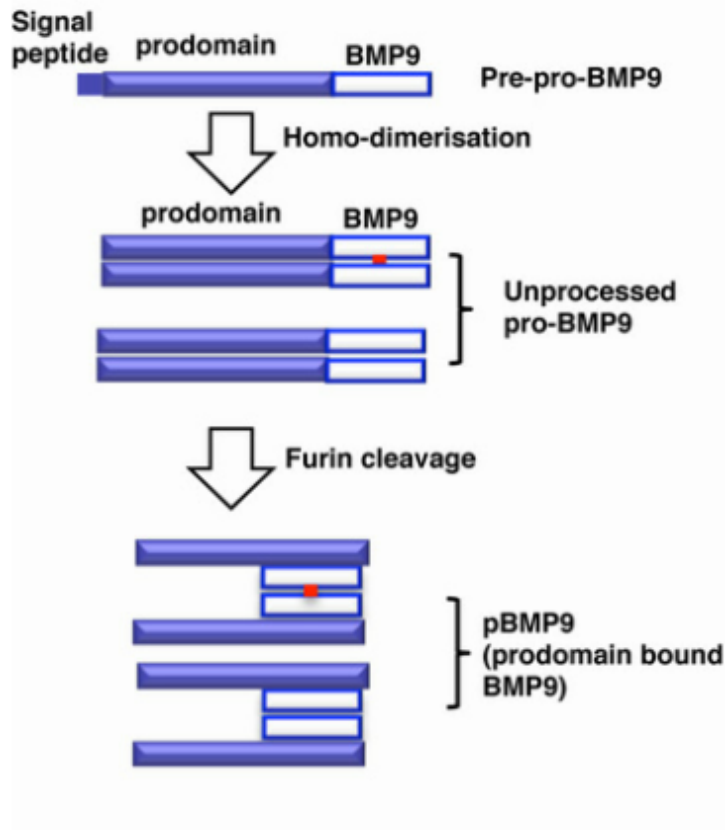 Signal
peptide
prodomain
BMP9
Pre-pro-BMP9
Homo-dimerisation
prodomain
BMP9
Unprocessed
pro-BMP9
Furin cleavage
pBMP9
(prodomain bound
BMP9)